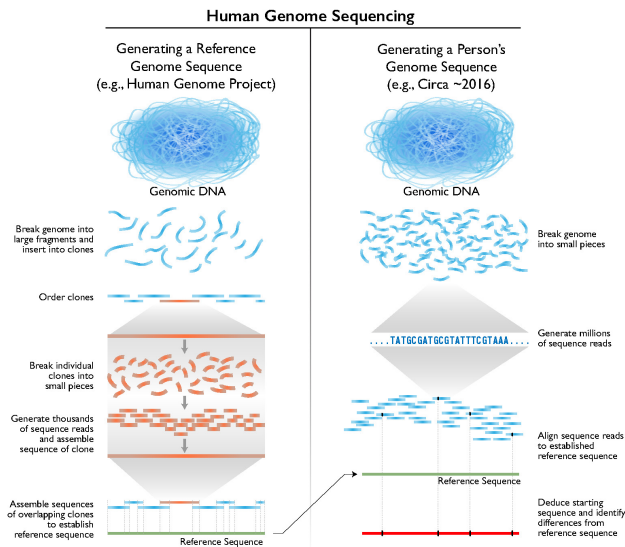 Human Genome Sequencing
Generating a Reference
Genome Sequence
(e.g., Human Genome Project)
Genomic DNA
Break genome into
large fragments and
insert into clones
Order clones
Break individual
clones into
small pieces
Generate thousands
of sequence reads
and assemble
sequence of clone
Assemble sequences
of overlapping clones
to establish
reference sequence
Reference Sequence
Generating a Person's
Genome Sequence
(e.g., Circa ~2016)
Genomic DNA
Break genome
into small pieces
Generate millions
of sequence reads
....TATGCGATGCGTATTTCGTAAA....
Align sequence reads
to established
reference sequence
Reference Sequence
Deduce starting
sequence and identify
differences from
reference sequence